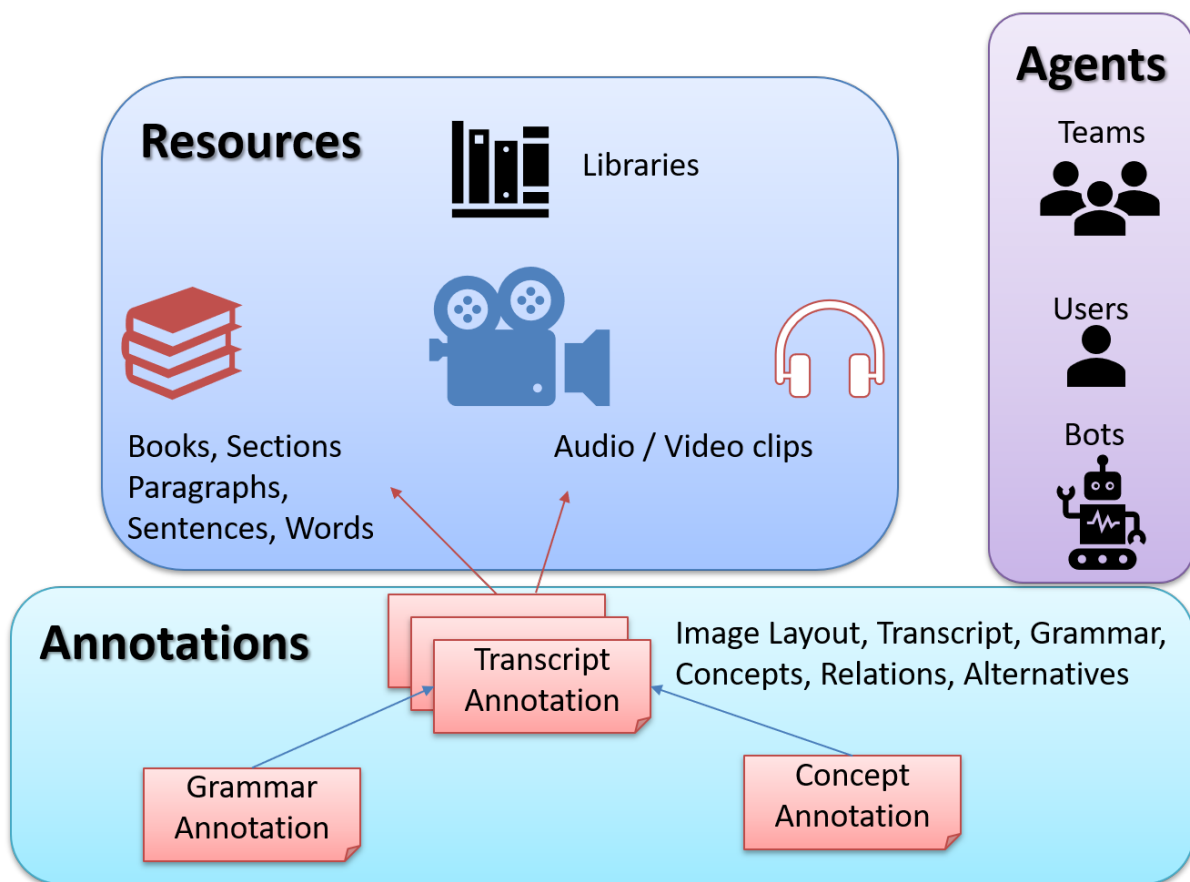 Agents
Teams
Users
Bots
Resources
Libraries
Books, Sections
Paragraphs,
Sentences, Words
Audio / Video clips
Annotations
Transcript
Annotation
Image Layout, Transcript, Grammar,
Concepts, Relations, Alternatives
Grammar
Annotation
Concept
Annotation